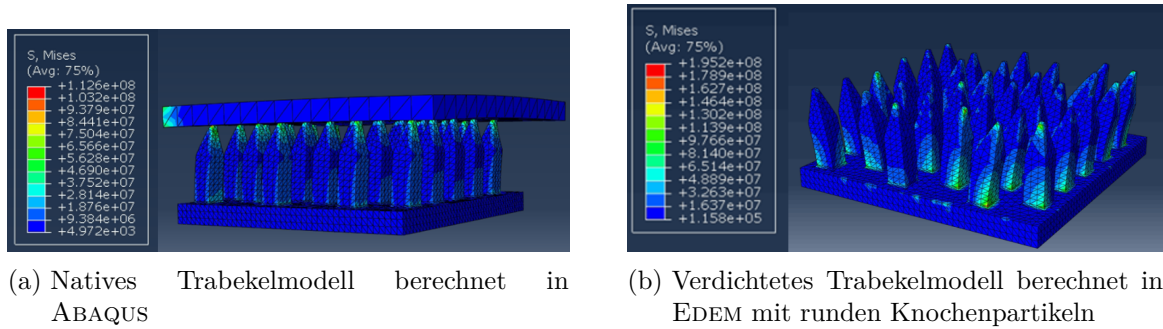 S, Mises
(Avg: 75%)
+1.126e+08
+1.032e+08
+9.379e+07
+8.441e+07
+7.504e+07
+6.566e+07
+5.628e+07
+4.690e+07
+3.752e+07
+2.814e+07
+1.876e+07
+9.384e+06
+4.972e+03
(a) Natives Trabekelmodell berechnet in
ABAQUS
S, Mises
(Avg: 75%)
+1.952e+08
+1.789e+08
+1.627e+08
+1.464e+08
+1.302e+08
+1.139e+08
+9.766e+07
+8.140e+07
+6.514e+07
+4.889e+07
+3.263e+07
+1.637e+07
+1.158e+05
(b) Verdichtetes Trabekelmodell berechnet in
EDEM mit runden Knochenpartikeln